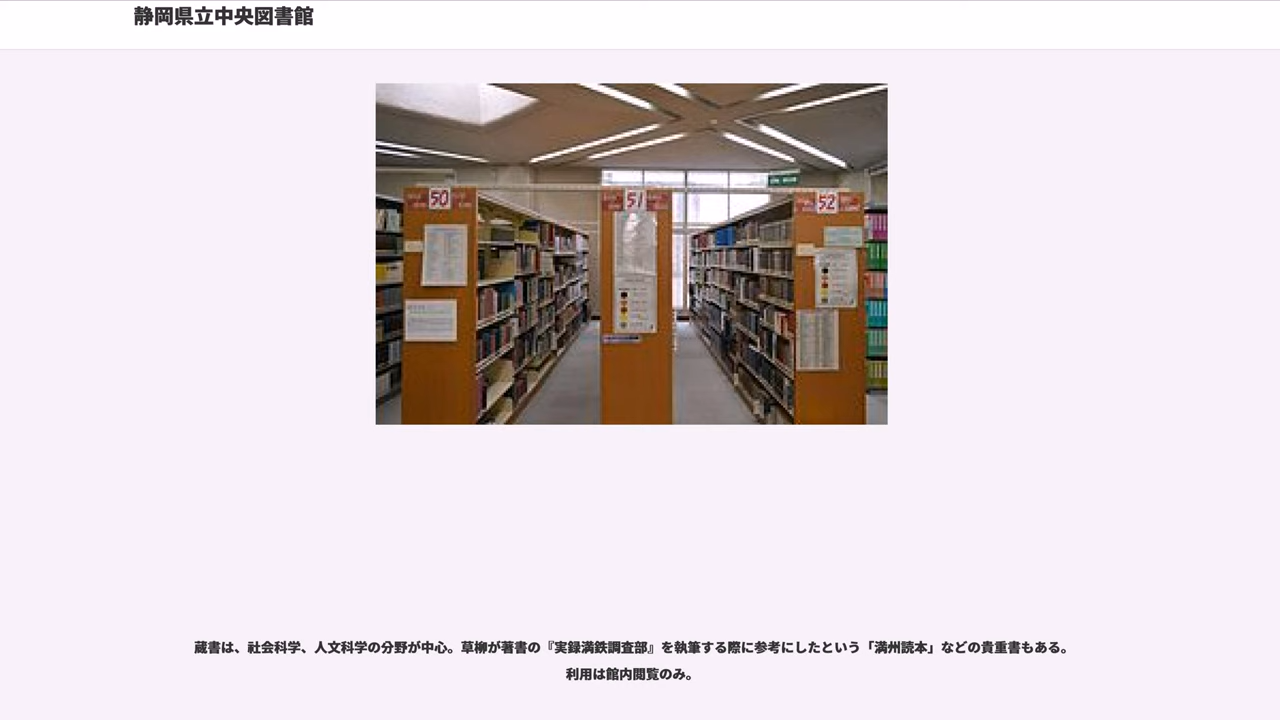 静岡県立中央図書館
50
51
52
蔵書は、社会科学、人文科学の分野が中心。草柳が著書の『実録満鉄調査部』を執筆する際に参考にしたという「満州読本」などの貴重書もある。
利用は館内閲覧のみ。